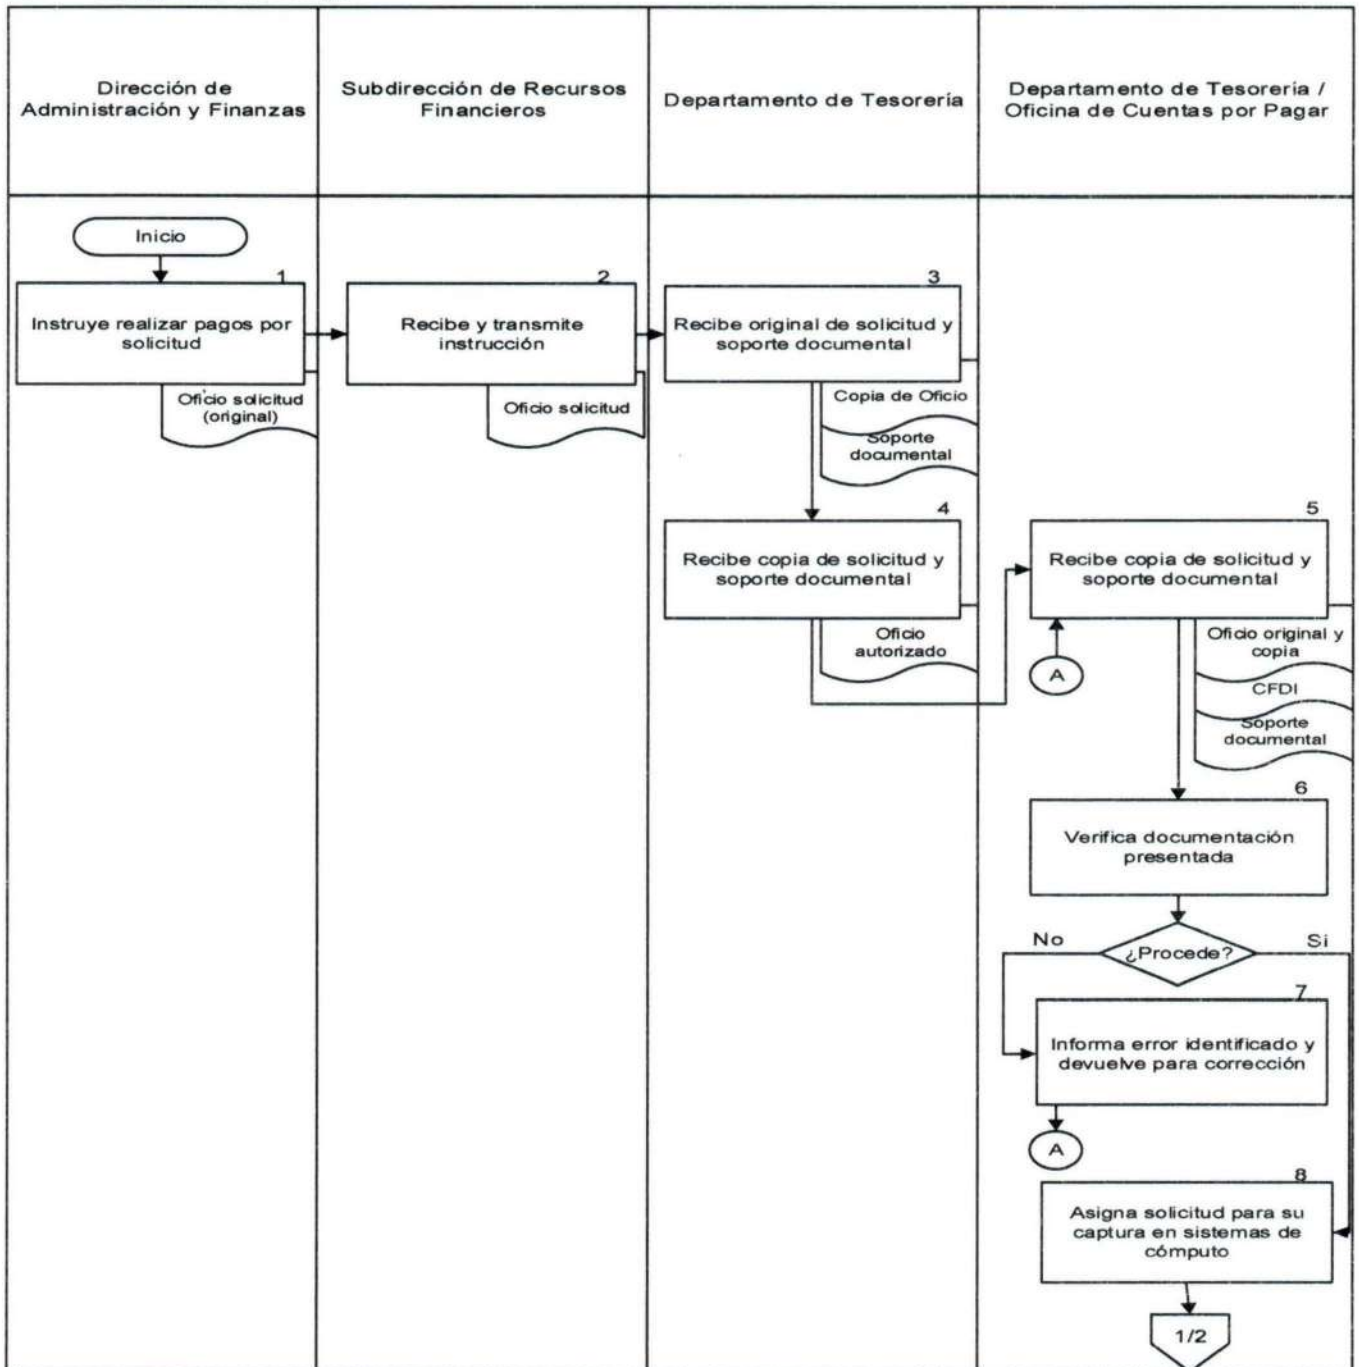 Dirección de
Administración y Finanzas
Subdirección de Recursos
Financieros
Departamento de Tesorería
Departamento de Tesorería /
Oficina de Cuentas por Pagar
Inicio
1
Instruye realizar pagos por
solicitud
Oficio solicitud
(original)
2
Recibe y transmite
instrucción
Oficio solicitud
3
Recibe original de solicitud y
soporte documental
Copia de Oficio
Soporte
documental
4
Recibe copia de solicitud y
soporte documental
Oficio
autorizado
5
Recibe copia de solicitud y
soporte documental
Oficio original y
copia
CFDI
Soporte
documental
A
6
Verifica documentación
presentada
¿Procede?
No
Si
7
Informa error identificado y
devuelve para corrección
A
8
Asigna solicitud para su
captura en sistemas de
cómputo
1/2